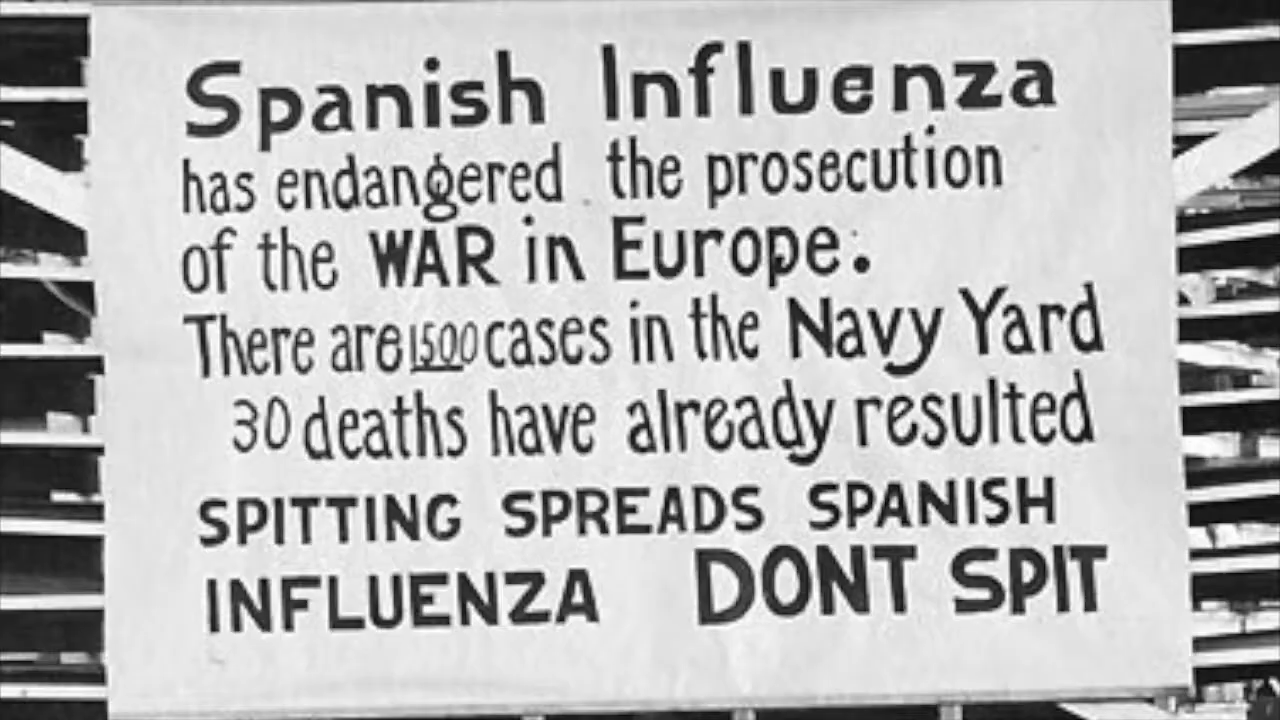 Spanish Influenza
has endangered the prosecution
of the WAR in Europe.
There are 1500 cases in the Navy Yard
30 deaths have already resulted
SPITTING SPREADS SPANISH
INFLUENZA DONT SPIT